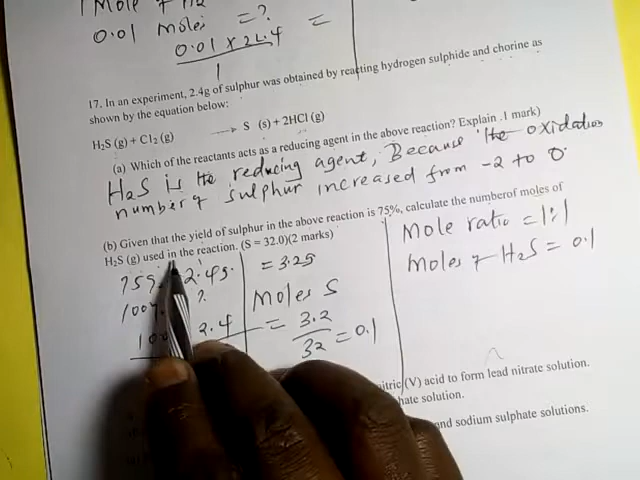 1 Mole
0.01 moles = ?
0.01 x 22.4 =
1
17. In an experiment, 2.4g of sulphur was obtained by reacting hydrogen sulphide and chorine as
shown by the equation below:
H₂S (g) + Cl₂ (g) → S (s) + 2HCl (g)
(a) Which of the reactants acts as a reducing agent in the above reaction? Explain .1 mark)
H₂S is the reducing agent, Because the oxidation
number of sulphur increased from -2 to 0.
(b) Given that the yield of sulphur in the above reaction is 75%, calculate the numberof moles of
H₂S (g) used in the reaction. (S = 32.0)(2 marks)
75% 2.4g.
100% ?
2.4
= 3.2g
Moles S
= 3.2
32
= 0.1
Mole ratio = 1:1
Moles of H₂S = 0.1
nitric (V) acid to form lead nitrate solution.
hate solution.
and sodium sulphate solutions.